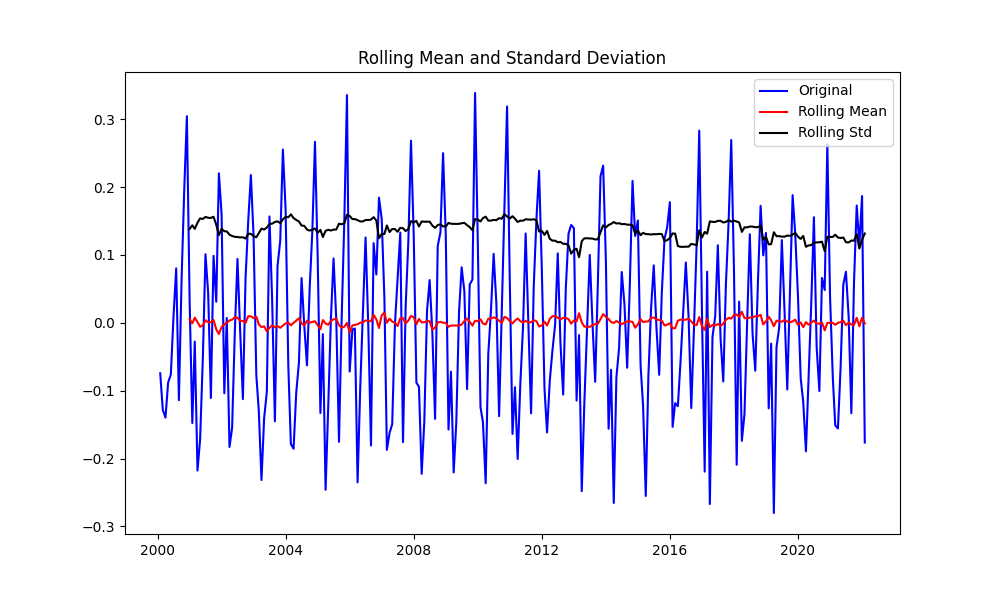 Rolling Mean and Standard Deviation
Original
Rolling Mean
Rolling Std
0.3
0.2
0.1
0.0
−0.1
−0.2
−0.3
2000 2004 2008 2012 2016 2020